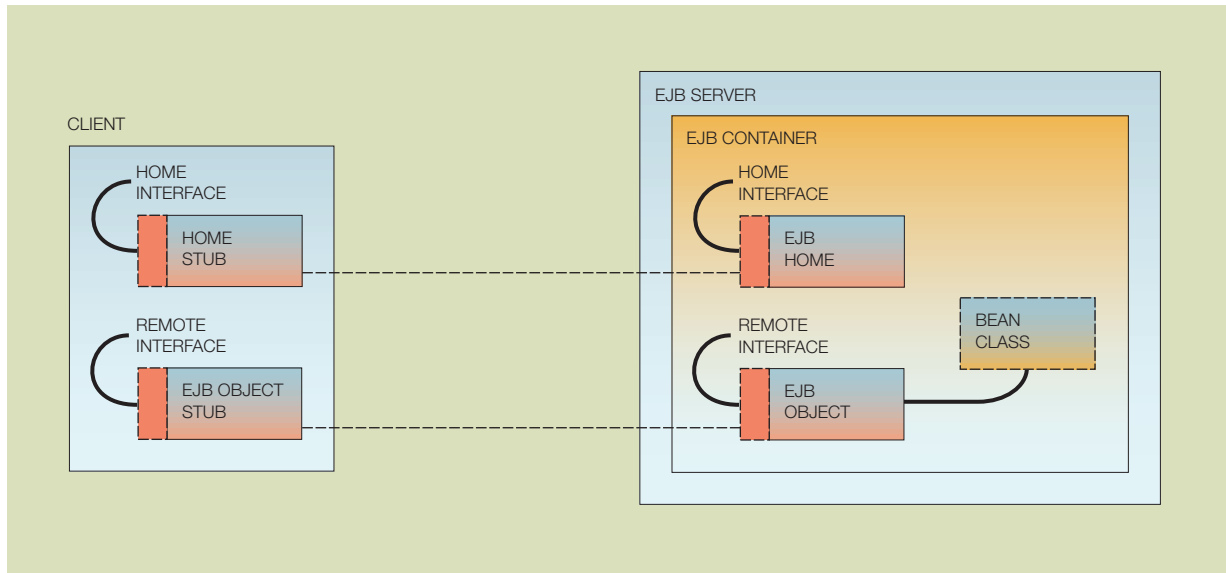 CLIENT
HOME
INTERFACE
HOME
STUB
REMOTE
INTERFACE
EJB OBJECT
STUB
EJB SERVER
EJB CONTAINER
HOME
INTERFACE
EJB
HOME
REMOTE
INTERFACE
EJB
OBJECT
BEAN
CLASS